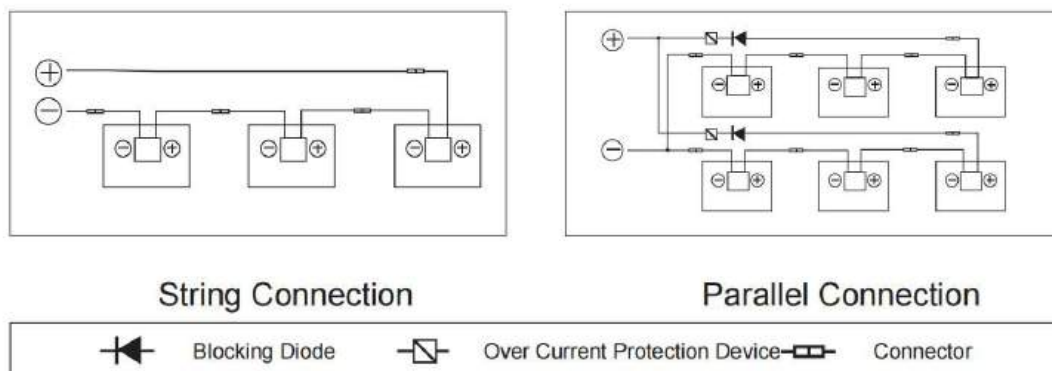 ⊕
⊖
⊖ ⊕ ⊖ ⊕ ⊖ ⊕
⊕
⊖ ⊕ ⊖ ⊕ ⊖ ⊕
⊖
⊖ ⊕ ⊖ ⊕ ⊖ ⊕
String Connection
Parallel Connection
Blocking Diode Over Current Protection Device Connector